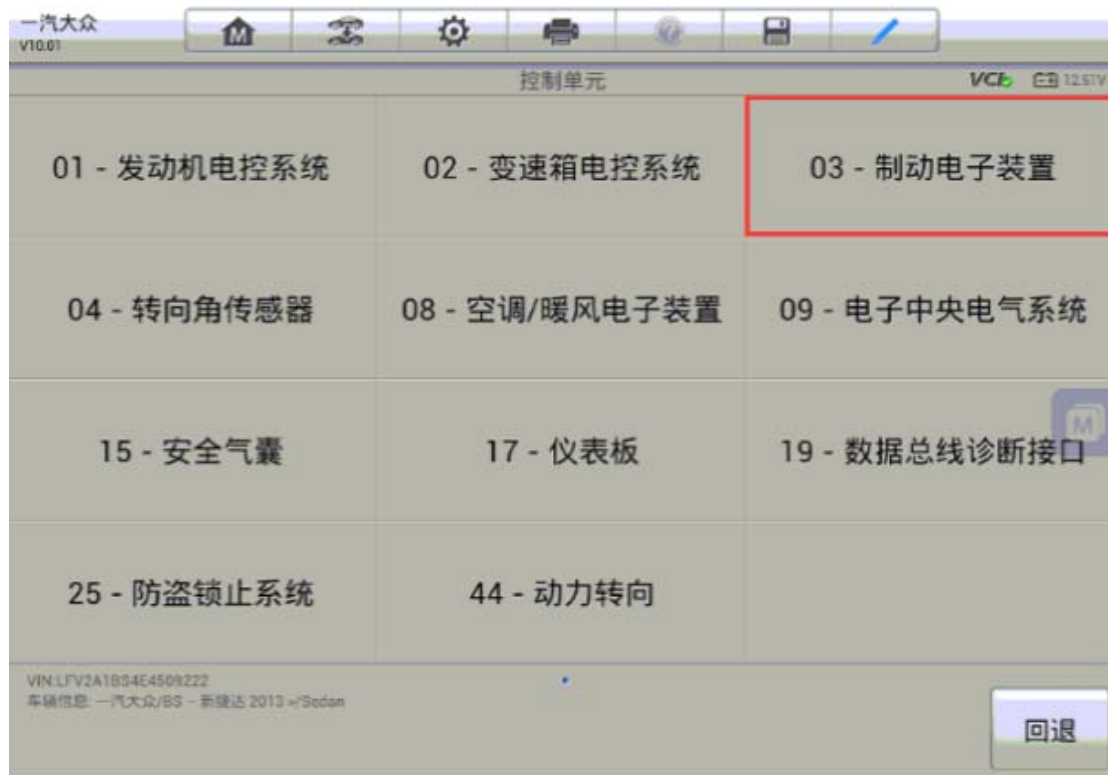 一汽大众
V10.01
控制单元
VCI
12.51V
01 - 发动机电控系统
02 - 变速箱电控系统
03 - 制动电子装置
04 - 转向角传感器
08 - 空调/暖风电子装置
09 - 电子中央电气系统
15 - 安全气囊
17 - 仪表板
19 - 数据总线诊断接口
25 - 防盗锁止系统
44 - 动力转向
VIN:LFV2A1BS4E4509222
车辆信息: 一汽大众/BS - 新捷达 2013 >/Sedan
回退